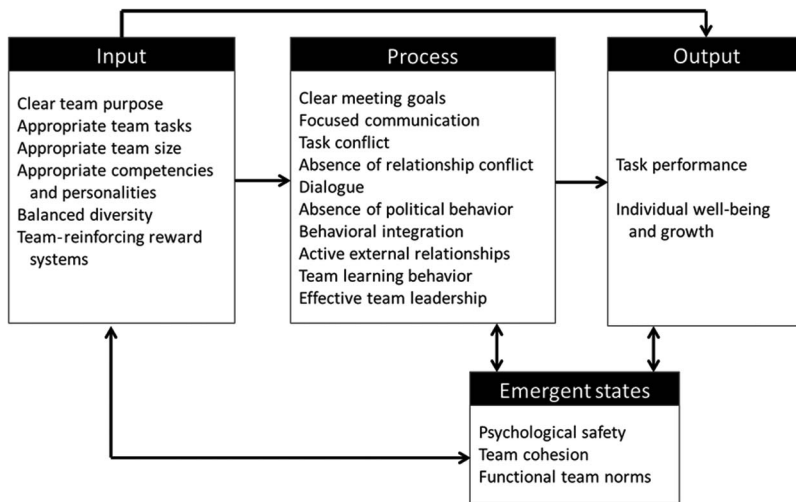 Input
Clear team purpose
Appropriate team tasks
Appropriate team size
Appropriate competencies
and personalities
Balanced diversity
Team-reinforcing reward
systems
Process
Clear meeting goals
Focused communication
Task conflict
Absence of relationship conflict
Dialogue
Absence of political behavior
Behavioral integration
Active external relationships
Team learning behavior
Effective team leadership
Output
Task performance
Individual well-being
and growth
Emergent states
Psychological safety
Team cohesion
Functional team norms